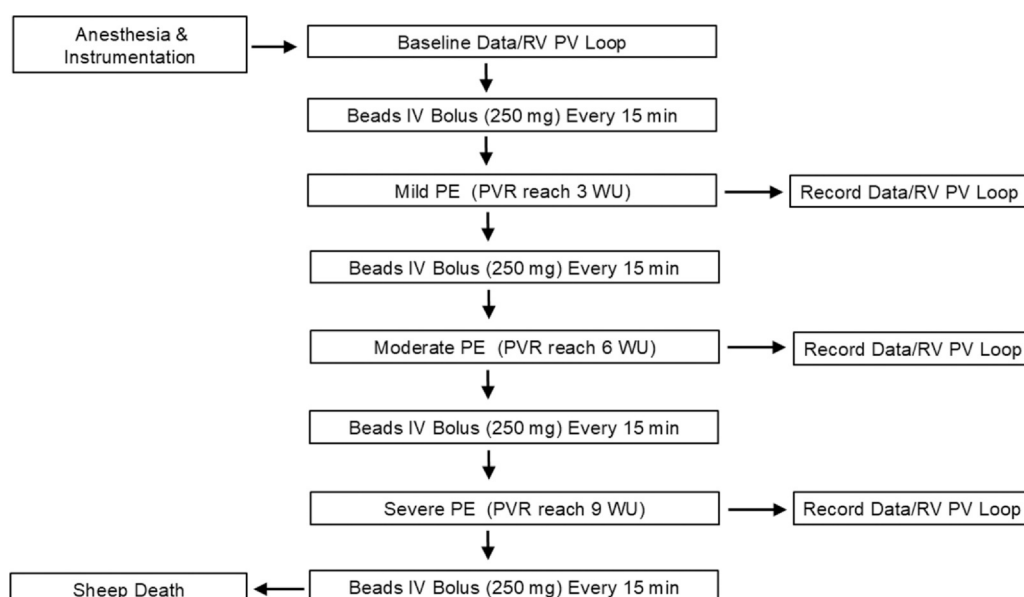 Anesthesia &
Instrumentation
Baseline Data/RV PV Loop
Beads IV Bolus (250 mg) Every 15 min
Mild PE (PVR reach 3 WU)
Record Data/RV PV Loop
Beads IV Bolus (250 mg) Every 15 min
Moderate PE (PVR reach 6 WU)
Record Data/RV PV Loop
Beads IV Bolus (250 mg) Every 15 min
Severe PE (PVR reach 9 WU)
Record Data/RV PV Loop
Beads IV Bolus (250 mg) Every 15 min
Sheep Death